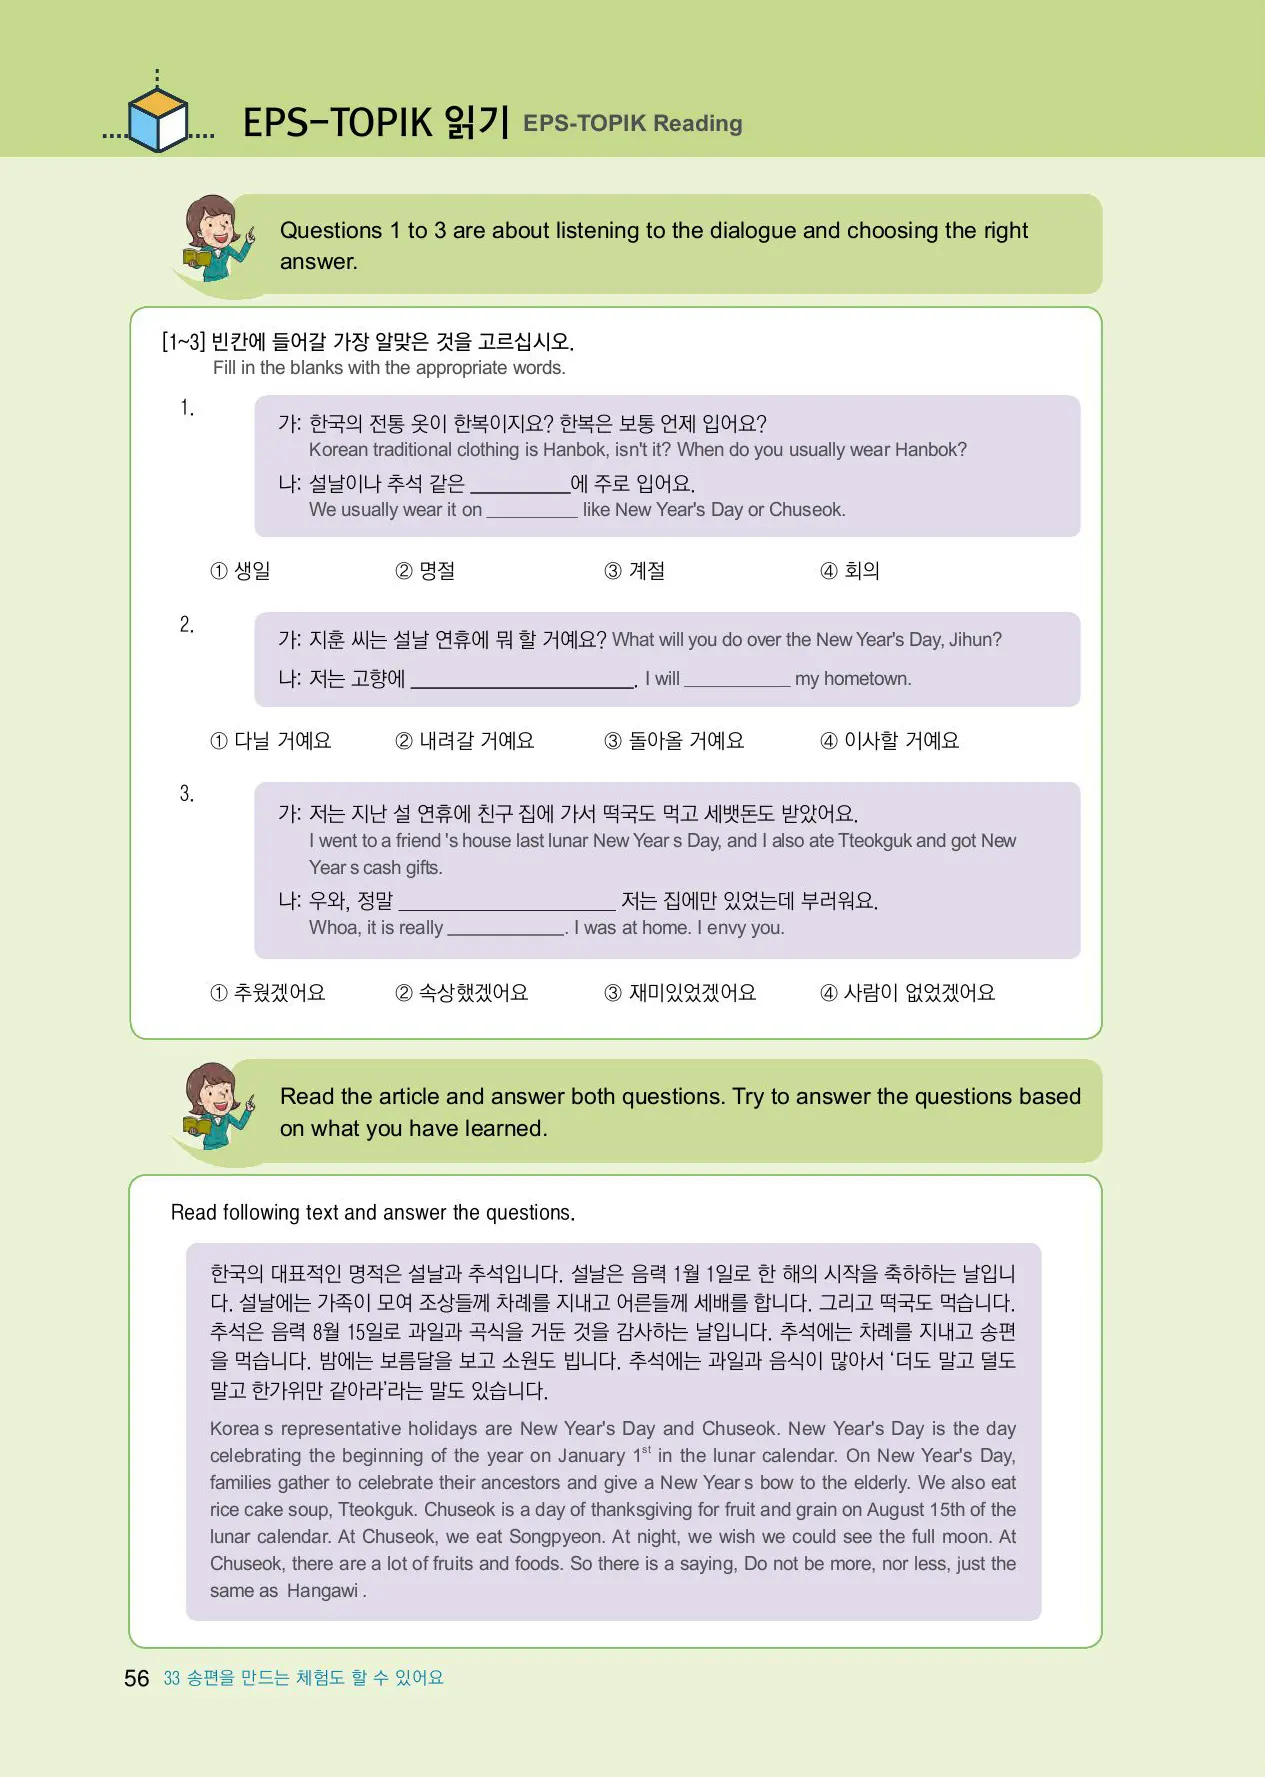 EPS-TOPIK 읽기 EPS-TOPIK Reading
Questions 1 to 3 are about listening to the dialogue and choosing the right
answer.
[1~3] 빈칸에 들어갈 가장 알맞은 것을 고르십시오.
Fill in the blanks with the appropriate words.
1.
가: 한국의 전통 옷이 한복이지요? 한복은 보통 언제 입어요?
Korean traditional clothing is Hanbok, isn't it? When do you usually wear Hanbok?
나: 설날이나 추석 같은 __________에 주로 입어요.
We usually wear it on _________ like New Year's Day or Chuseok.
① 생일 ② 명절 ③ 계절 ④ 회의
2.
가: 지훈 씨는 설날 연휴에 뭐 할 거예요? What will you do over the New Year's Day, Jihun?
나: 저는 고향에 ______________________. I will __________ my hometown.
① 다닐 거예요 ② 내려갈 거예요 ③ 돌아올 거예요 ④ 이사할 거예요
3.
가: 저는 지난 설 연휴에 친구 집에 가서 떡국도 먹고 세뱃돈도 받았어요.
I went to a friend 's house last lunar New Year s Day, and I also ate Tteokguk and got New
Year s cash gifts.
나: 우와, 정말 _____________________ 저는 집에만 있었는데 부러워요.
Whoa, it is really ___________. I was at home. I envy you.
① 추웠겠어요 ② 속상했겠어요 ③ 재미있었겠어요 ④ 사람이 없었겠어요
Read the article and answer both questions. Try to answer the questions based
on what you have learned.
Read following text and answer the questions.
한국의 대표적인 명적은 설날과 추석입니다. 설날은 음력 1월 1일로 한 해의 시작을 축하하는 날입니
다. 설날에는 가족이 모여 조상들께 차례를 지내고 어른들께 세배를 합니다. 그리고 떡국도 먹습니다.
추석은 음력 8월 15일로 과일과 곡식을 거둔 것을 감사하는 날입니다. 추석에는 차례를 지내고 송편
을 먹습니다. 밤에는 보름달을 보고 소원도 빕니다. 추석에는 과일과 음식이 많아서 ‘더도 말고 덜도
말고 한가위만 같아라’라는 말도 있습니다.
Korea s representative holidays are New Year's Day and Chuseok. New Year's Day is the day
celebrating the beginning of the year on January 1st in the lunar calendar. On New Year's Day,
families gather to celebrate their ancestors and give a New Year s bow to the elderly. We also eat
rice cake soup, Tteokguk. Chuseok is a day of thanksgiving for fruit and grain on August 15th of the
lunar calendar. At Chuseok, we eat Songpyeon. At night, we wish we could see the full moon. At
Chuseok, there are a lot of fruits and foods. So there is a saying, Do not be more, nor less, just the
same as Hangawi .
56 33 송편을 만드는 체험도 할 수 있어요